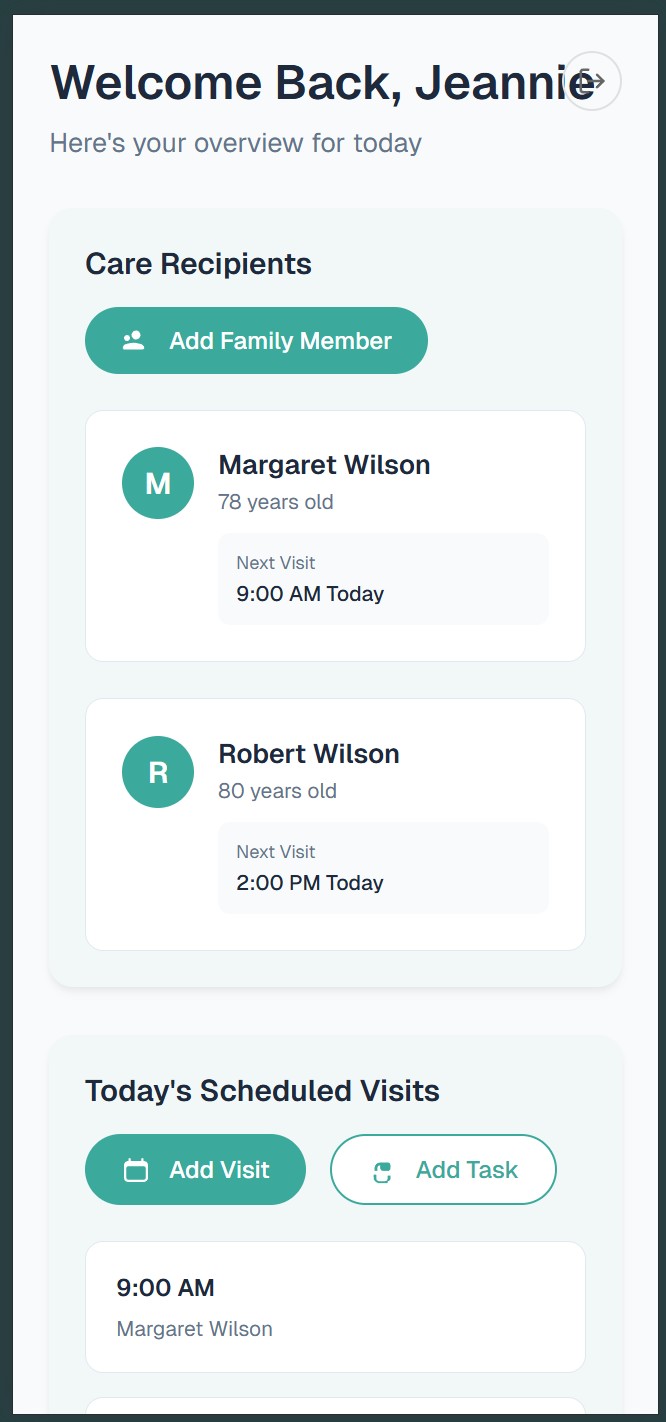 Welcome Back, Jeannie
Here's your overview for today
Care Recipients
Add Family Member
M
Margaret Wilson
78 years old
Next Visit
9:00 AM Today
R
Robert Wilson
80 years old
Next Visit
2:00 PM Today
Today's Scheduled Visits
Add Visit
Add Task
9:00 AM
Margaret Wilson